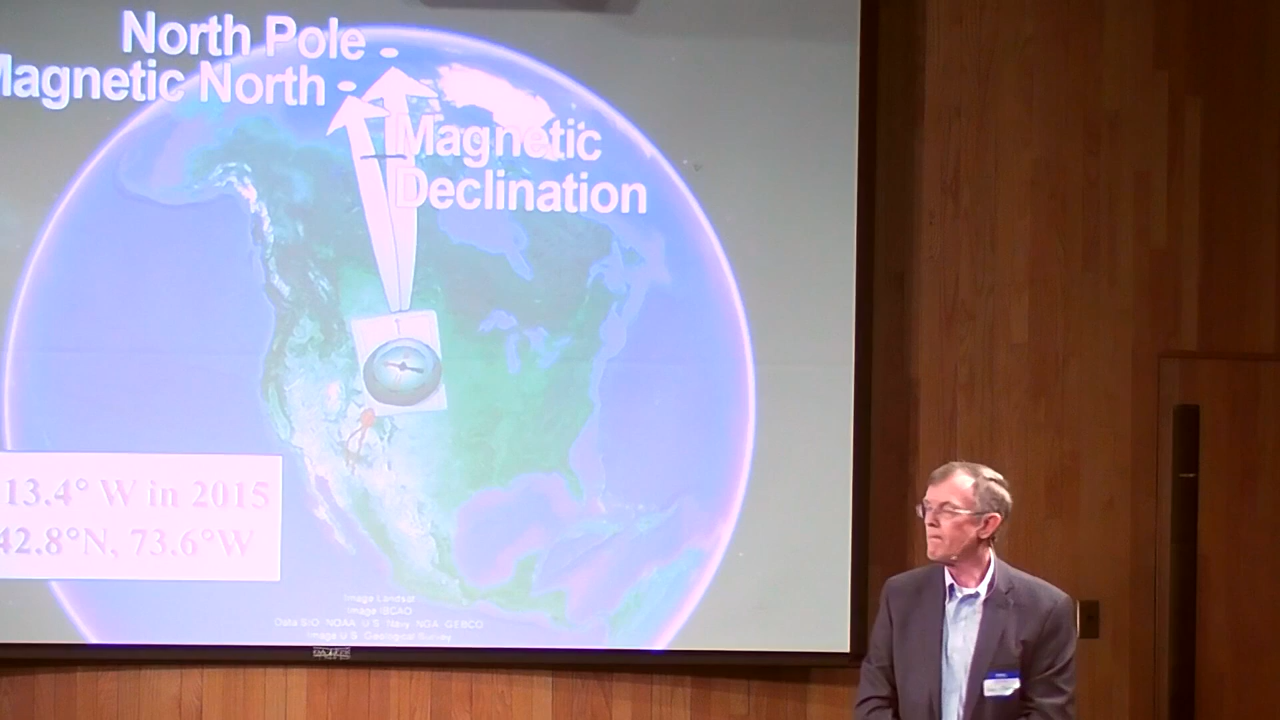 North Pole -
Magnetic North -
Magnetic
Declination
13.4° W in 2015
42.8°N, 73.6°W
Image Landsat
Image IBCAO
Data SIO, NOAA, U.S. Navy, NGA, GEBCO
Image U.S. Geological Survey